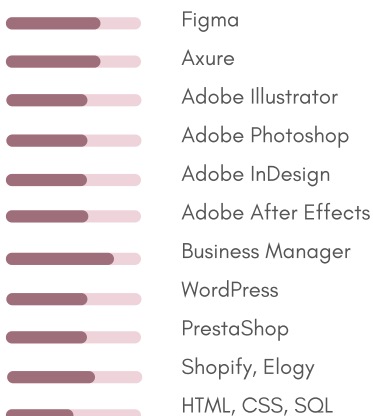 Figma
Axure
Adobe Illustrator
Adobe Photoshop
Adobe InDesign
Adobe After Effects
Business Manager
WordPress
PrestaShop
Shopify, Elogy
HTML, CSS, SQL